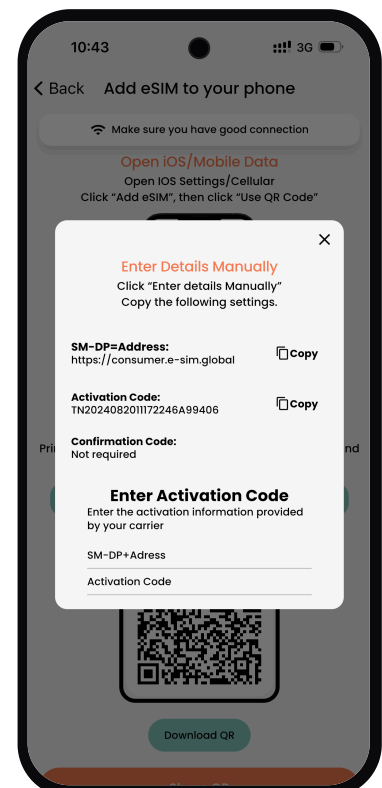 10:43
3G
Back
Add eSIM to your phone
Make sure you have good connection
Open iOS/Mobile Data
Open IOS Settings/Cellular
Click “Add eSIM”, then click “Use QR Code”
Enter Details Manually
Click “Enter details Manually”
Copy the following settings.
SM-DP=Address:
https://consumer.e-sim.global
Copy
Activation Code:
TN2024082011172246A99406
Copy
Confirmation Code:
Not required
Enter Activation Code
Enter the activation information provided
by your carrier
SM-DP+Adress
Activation Code
Download QR